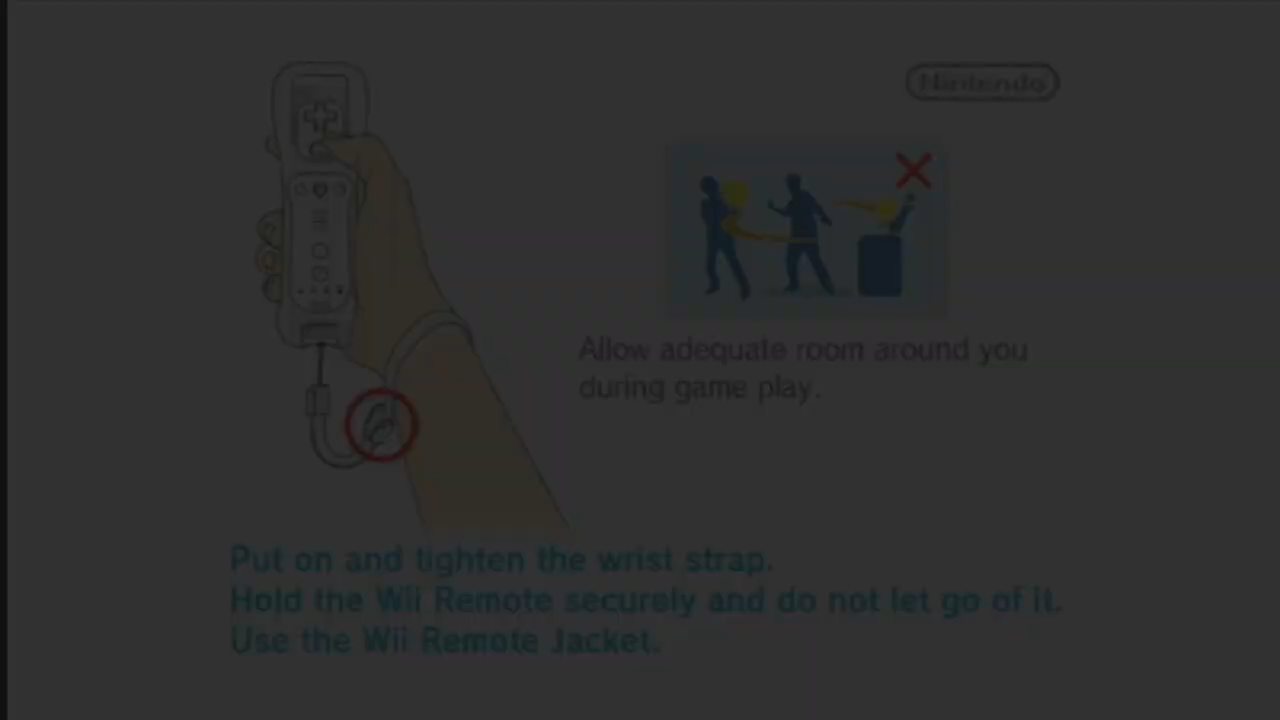 Nintendo
Allow adequate room around you
during game play.
Put on and tighten the wrist strap.
Hold the Wii Remote securely and do not let go of it.
Use the Wii Remote Jacket.